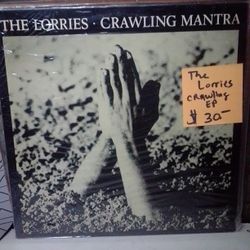 THE LORRIES · CRAWLING MANTRA
The
Lorries
crawling
EP
$ 30-